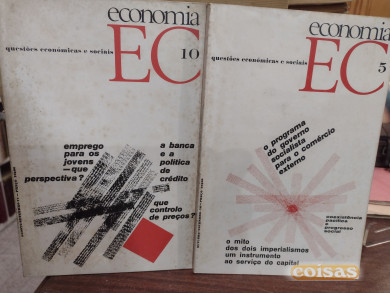 economia
EC
10
questões económicas e sociais
emprego
para os
jovens
—que
perspectiva?
a banca
e a
política
de
crédito
que
controlo
de preços?
economia
EC
5
questões económicas e sociais
o programa
do governo
socialista
para o comércio
externo
coexistência
pacífica
e
progresso
social
o mito
dos dois imperialismos
um instrumento
ao serviço do capital
coisas